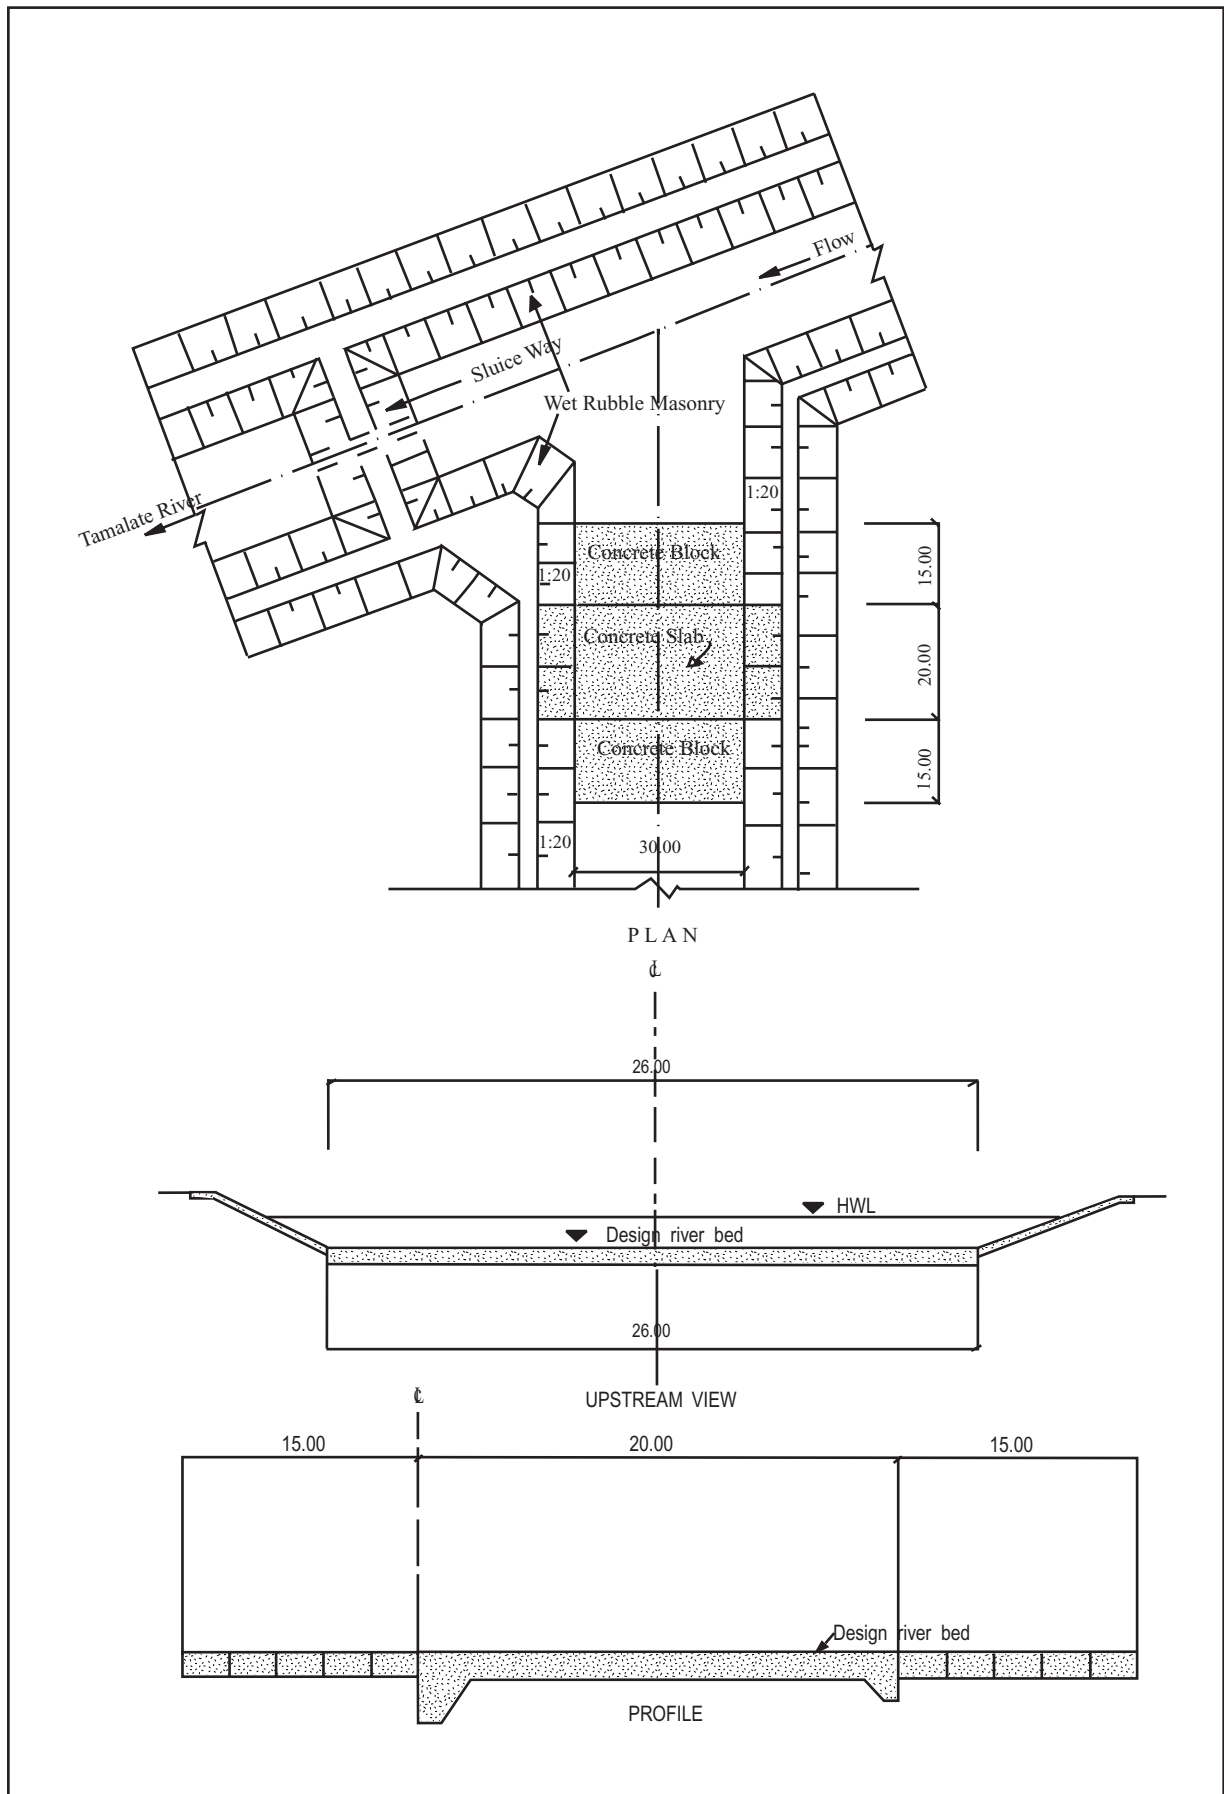 Flow
Sluice Way
Wet Rubble Masonry
1:20
Tamalate River
Concrete Block
15.00
1:20
Concrete Slab
20.00
Concrete Block
15.00
1:20
30.00
PLAN
℄
26.00
HWL
Design river bed
26.00
UPSTREAM VIEW
℄
15.00 20.00 15.00
Design river bed
PROFILE